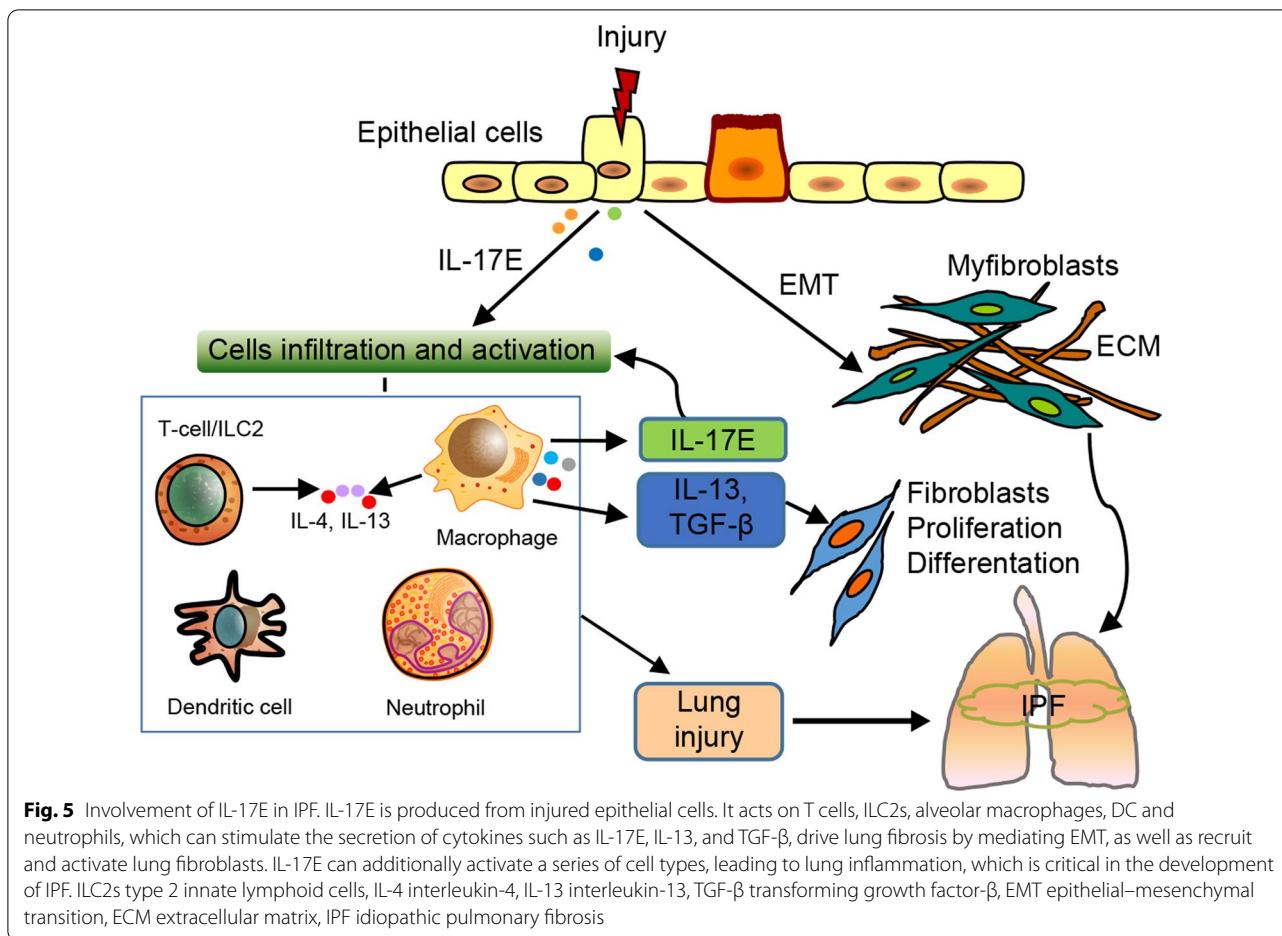 Injury
Epithelial cells
IL-17E
EMT
Myfibroblasts
ECM
Cells infiltration and activation
T-cell/ILC2
IL-4, IL-13
Macrophage
IL-17E
IL-13,
TGF-β
Fibroblasts
Proliferation
Differentation
Dendritic cell
Neutrophil
Lung
injury
IPF
Fig. 5 Involvement of IL-17E in IPF. IL-17E is produced from injured epithelial cells. It acts on T cells, ILC2s, alveolar macrophages, DC and
neutrophils, which can stimulate the secretion of cytokines such as IL-17E, IL-13, and TGF-β, drive lung fibrosis by mediating EMT, as well as recruit
and activate lung fibroblasts. IL-17E can additionally activate a series of cell types, leading to lung inflammation, which is critical in the development
of IPF. ILC2s type 2 innate lymphoid cells, IL-4 interleukin-4, IL-13 interleukin-13, TGF-β transforming growth factor-β, EMT epithelial–mesenchymal
transition, ECM extracellular matrix, IPF idiopathic pulmonary fibrosis